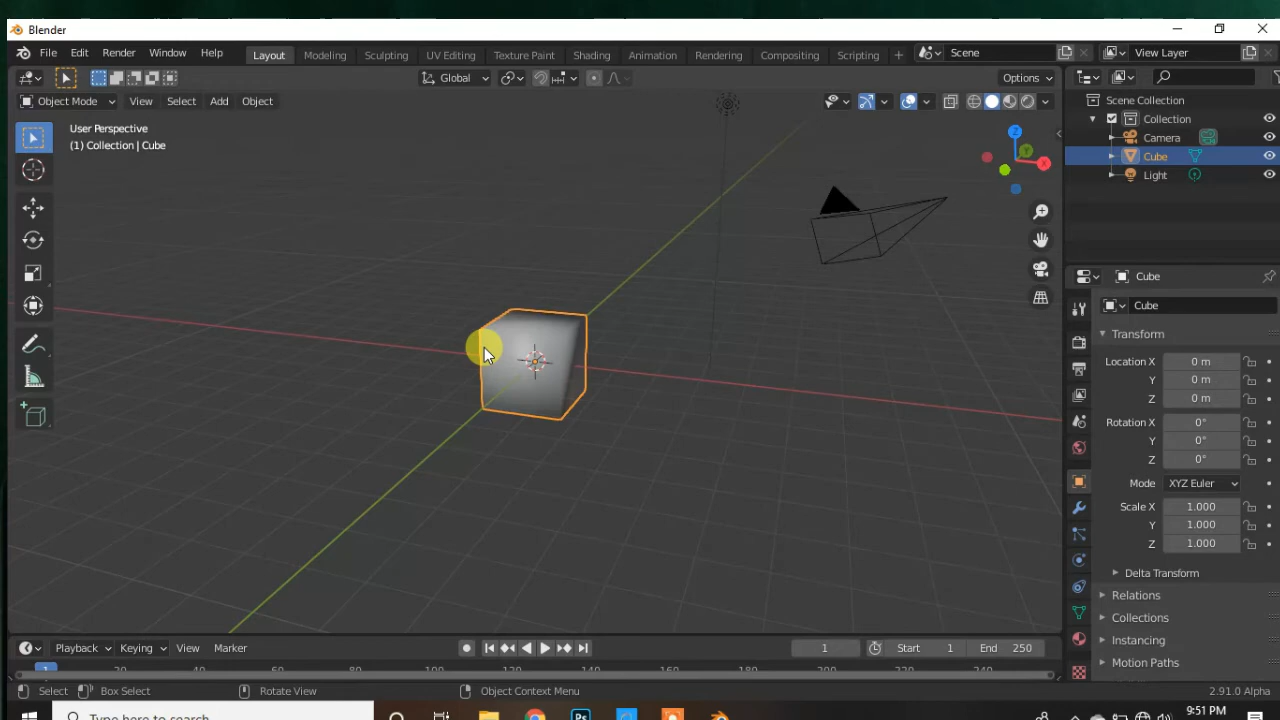 Blender
File Edit Render Window Help Layout Modeling Sculpting UV Editing Texture Paint Shading Animation Rendering Compositing Scripting + Scene View Layer
Global Options
Object Mode View Select Add Object
User Perspective
(1) Collection | Cube
Z
Y
X
Scene Collection
Collection
Camera
Cube
Light
Cube
Cube
Transform
Location X 0 m
Y 0 m
Z 0 m
Rotation X 0°
Y 0°
Z 0°
Mode XYZ Euler
Scale X 1.000
Y 1.000
Z 1.000
Delta Transform
Relations
Collections
Instancing
Motion Paths
Playback Keying View Marker 1 Start 1 End 250
1 20 40 60 80 100 120 140 160 180 200 220 240
Select Box Select Rotate View Object Context Menu 2.91.0 Alpha
Type here to search
Ps
9:51 PM